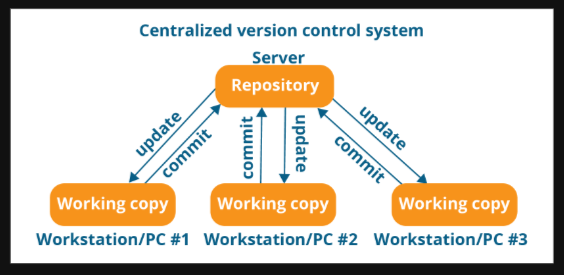 Centralized version control system
Server
Repository
update
commit
commit
update
update
commit
Working copy
Working copy
Working copy
Workstation/PC #1
Workstation/PC #2
Workstation/PC #3